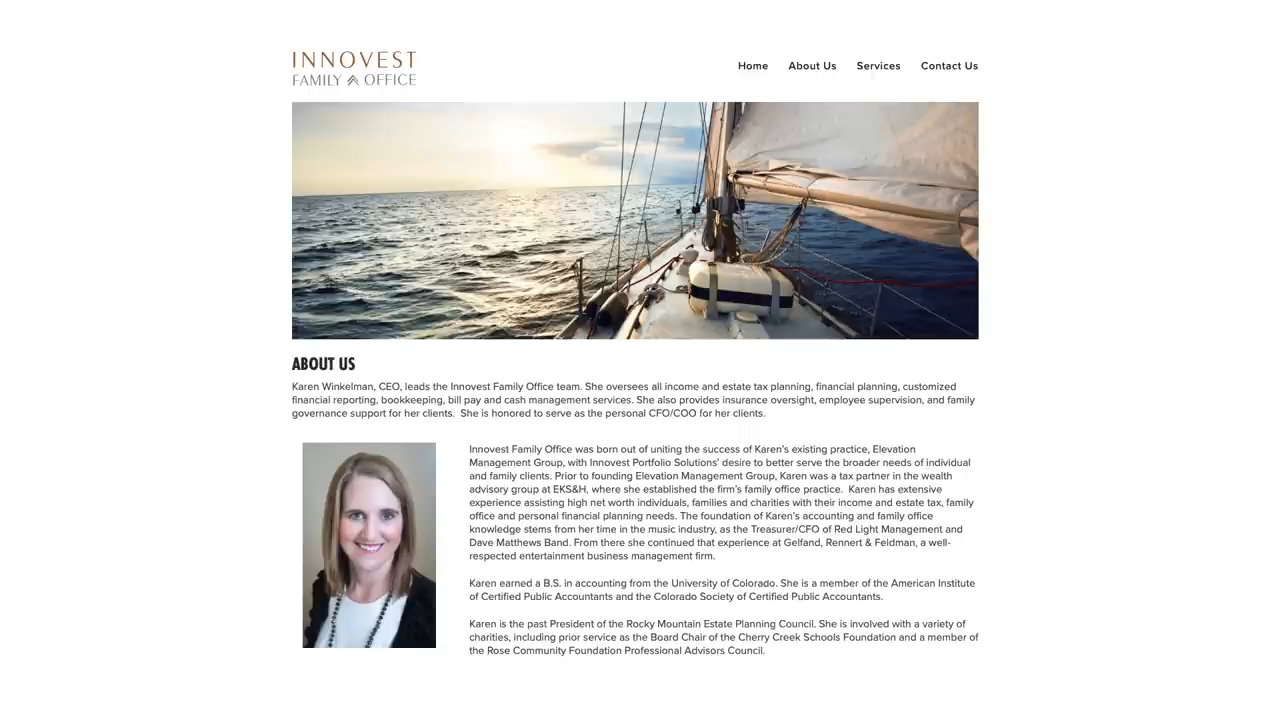 INNOVEST
FAMILY OFFICE
Home About Us Services Contact Us
ABOUT US
Karen Winkelman, CEO, leads the Innovest Family Office team. She oversees all income and estate tax planning, financial planning, customized
financial reporting, bookkeeping, bill pay and cash management services. She also provides insurance oversight, employee supervision, and family
governance support for her clients.  She is honored to serve as the personal CFO/COO for her clients.
Innovest Family Office was born out of uniting the success of Karen's existing practice, Elevation
Management Group, with Innovest Portfolio Solutions' desire to better serve the broader needs of individual
and family clients. Prior to founding Elevation Management Group, Karen was a tax partner in the wealth
advisory group at EKS&H, where she established the firm's family office practice.  Karen has extensive
experience assisting high net worth individuals, families and charities with their income and estate tax, family
office and personal financial planning needs. The foundation of Karen's accounting and family office
knowledge stems from her time in the music industry, as the Treasurer/CFO of Red Light Management and
Dave Matthews Band. From there she continued that experience at Gelfand, Rennert & Feldman, a well-
respected entertainment business management firm.
Karen earned a B.S. in accounting from the University of Colorado. She is a member of the American Institute
of Certified Public Accountants and the Colorado Society of Certified Public Accountants.
Karen is the past President of the Rocky Mountain Estate Planning Council. She is involved with a variety of
charities, including prior service as the Board Chair of the Cherry Creek Schools Foundation and a member of
the Rose Community Foundation Professional Advisors Council.